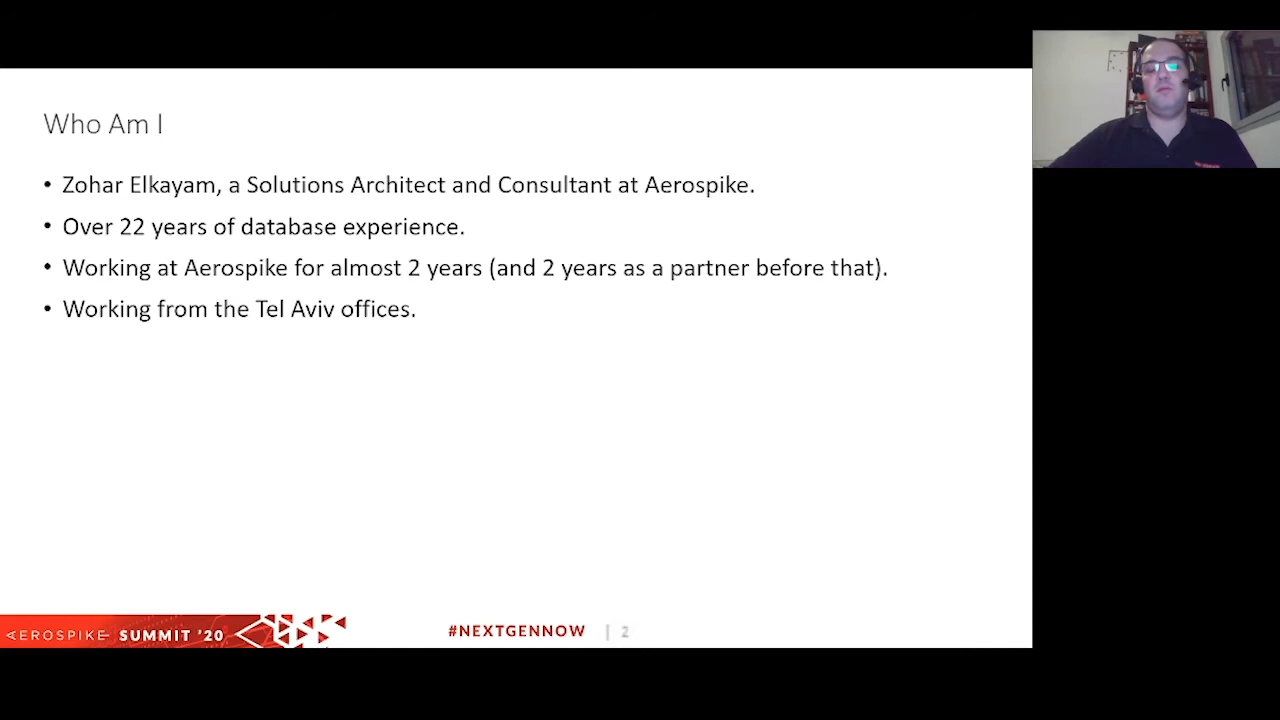 Who Am I
• Zohar Elkayam, a Solutions Architect and Consultant at Aerospike.
• Over 22 years of database experience.
• Working at Aerospike for almost 2 years (and 2 years as a partner before that).
• Working from the Tel Aviv offices.
AEROSPIKE SUMMIT '20
#NEXTGENNOW | 2